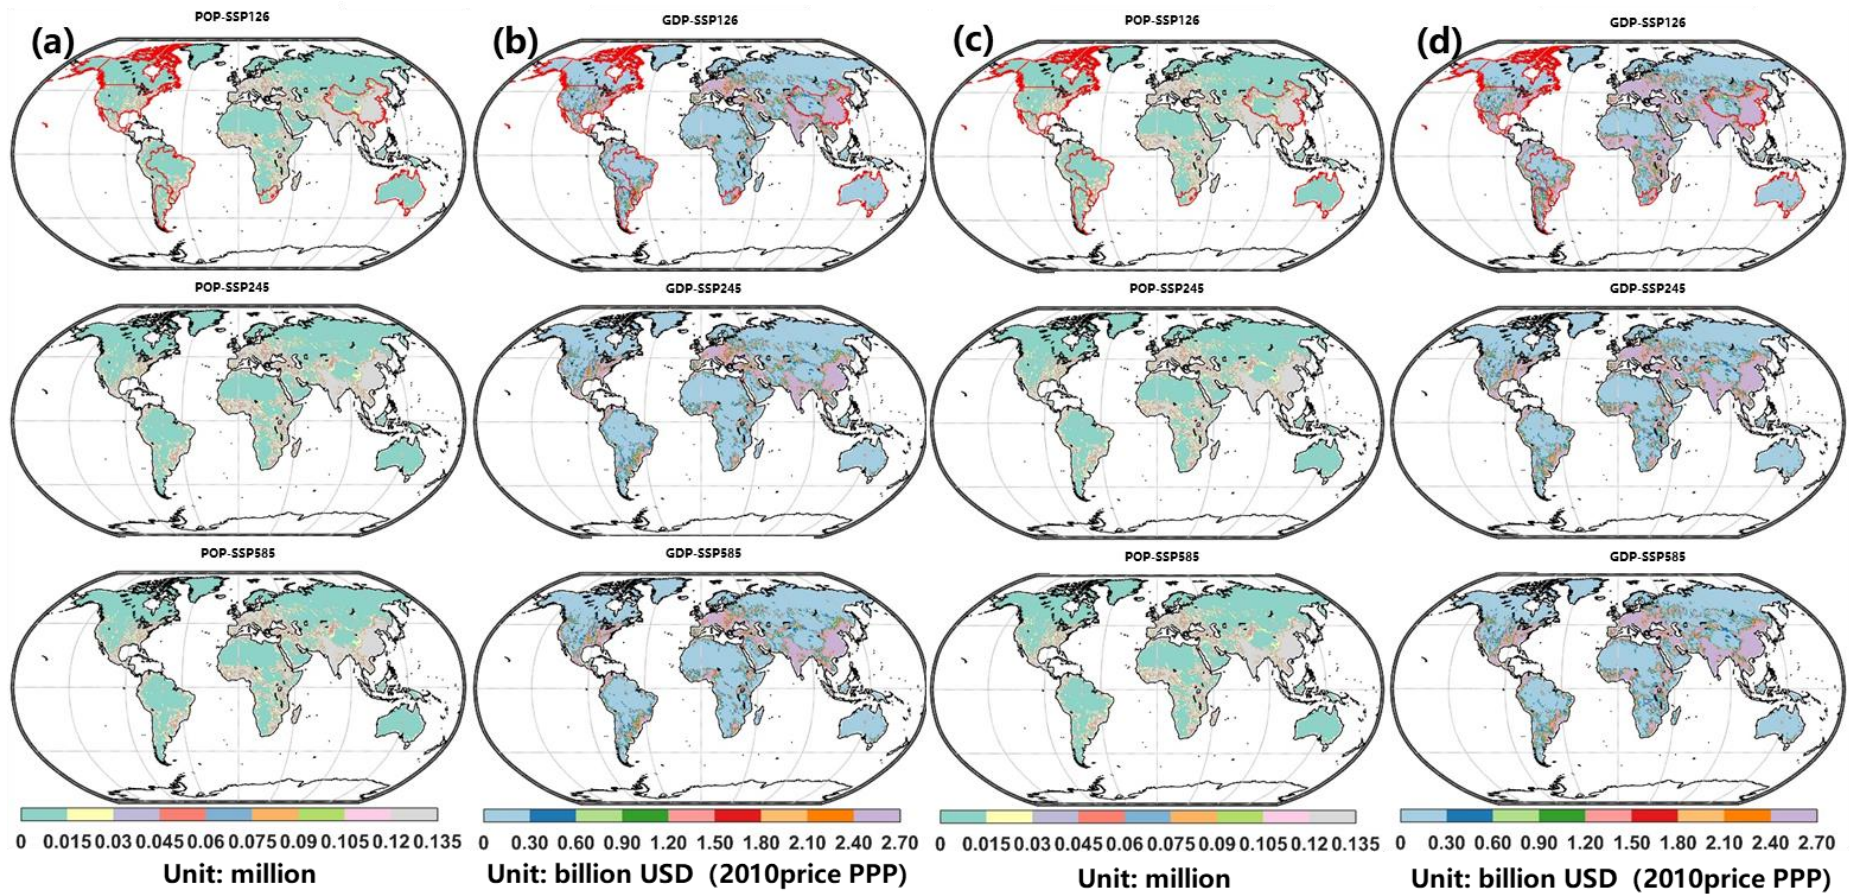 POP-SSP126
GDP-SSP126
POP-SSP126
GDP-SSP126
(a)
(b)
(c)
(d)
POP-SSP245
GDP-SSP245
POP-SSP245
GDP-SSP245
POP-SSP585
GDP-SSP585
POP-SSP585
GDP-SSP585
0 0.015 0.03 0.045 0.06 0.075 0.09 0.105 0.12 0.135
0 0.30 0.60 0.90 1.20 1.50 1.80 2.10 2.40 2.70
0 0.015 0.03 0.045 0.06 0.075 0.09 0.105 0.12 0.135
0 0.30 0.60 0.90 1.20 1.50 1.80 2.10 2.40 2.70
Unit: million
Unit: billion USD（2010price PPP）
Unit: million
Unit: billion USD（2010price PPP）